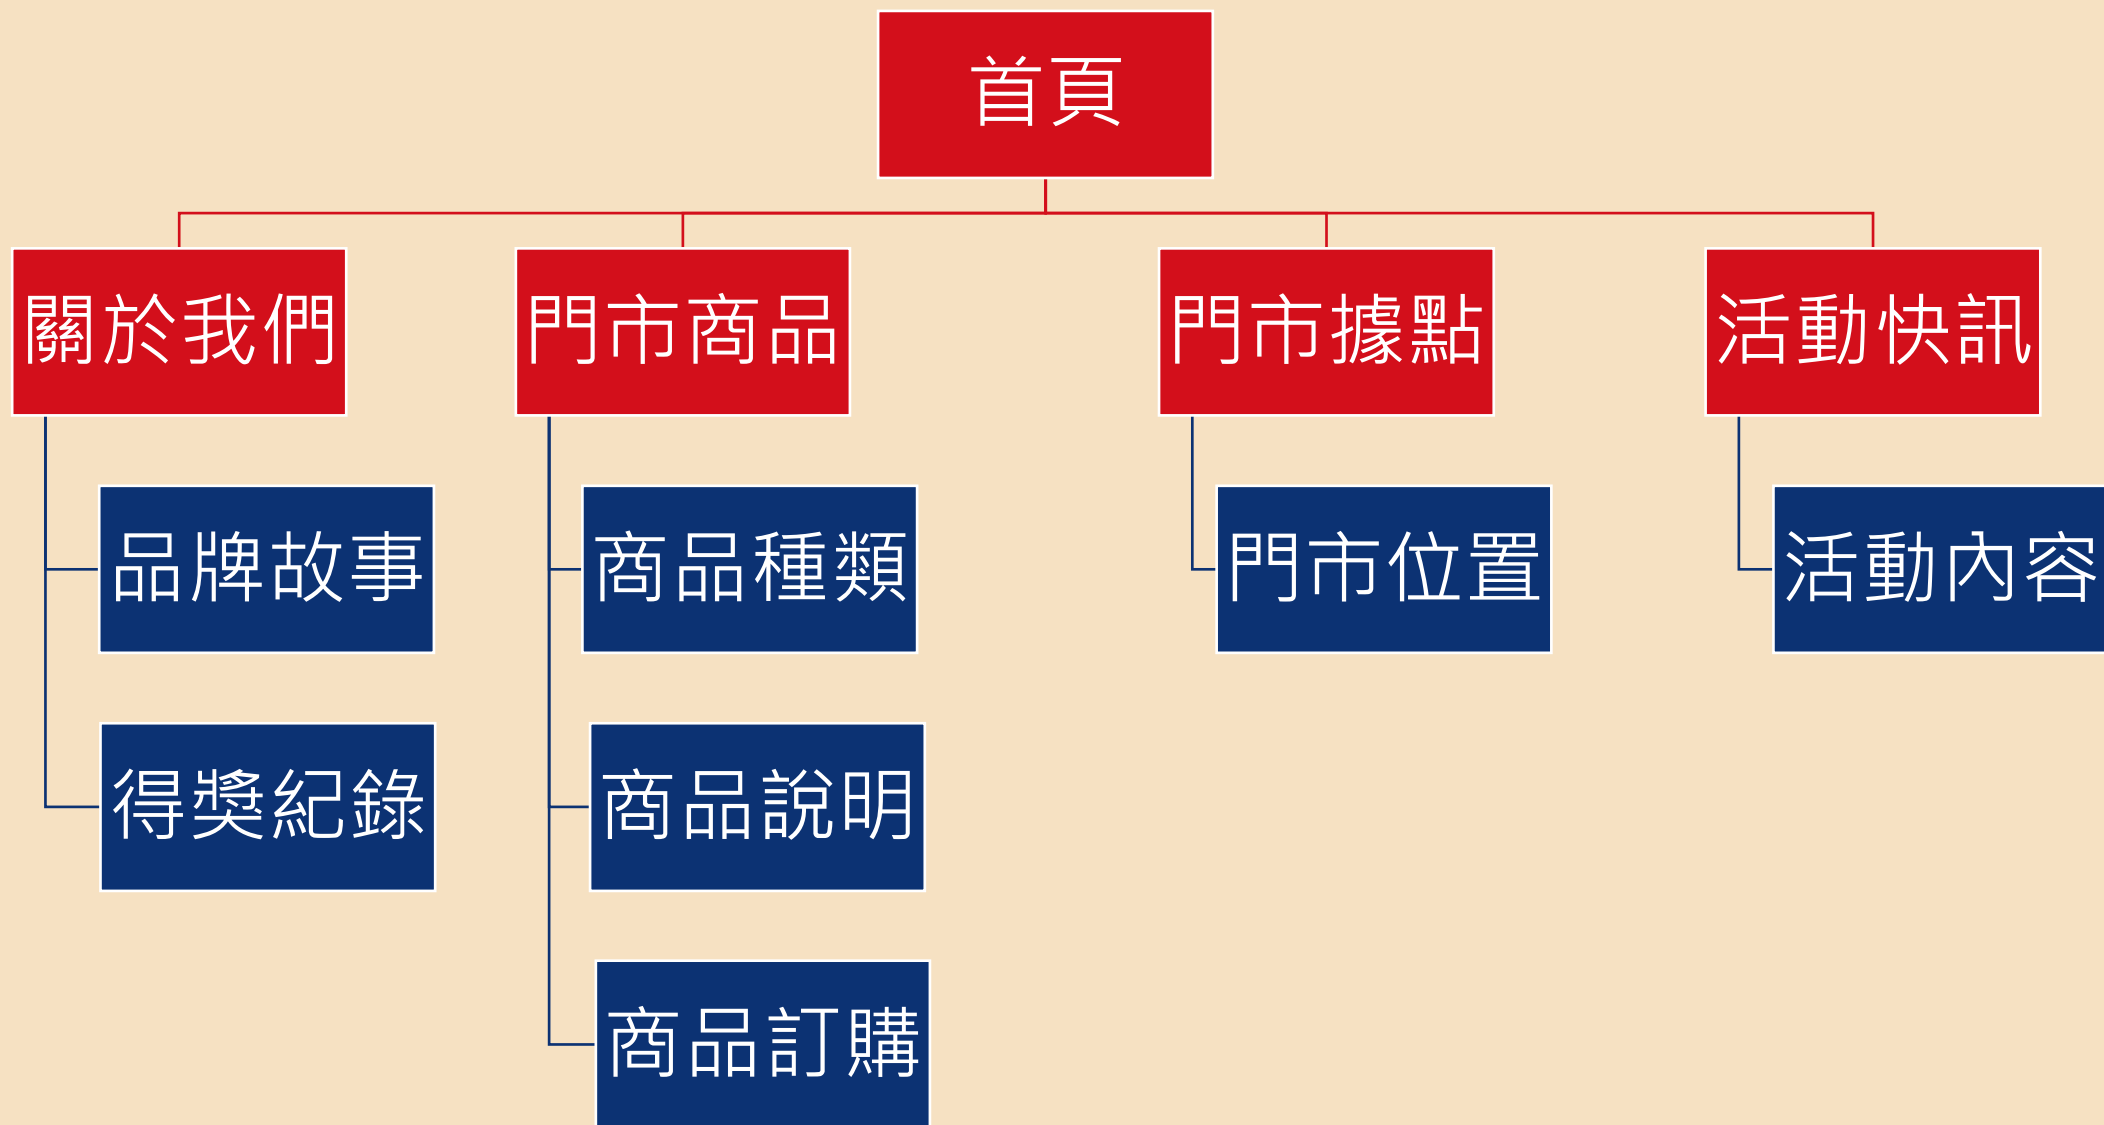 首頁
關於我們
門市商品
門市據點
活動快訊
品牌故事
商品種類
門市位置
活動內容
得獎紀錄
商品說明
商品訂購